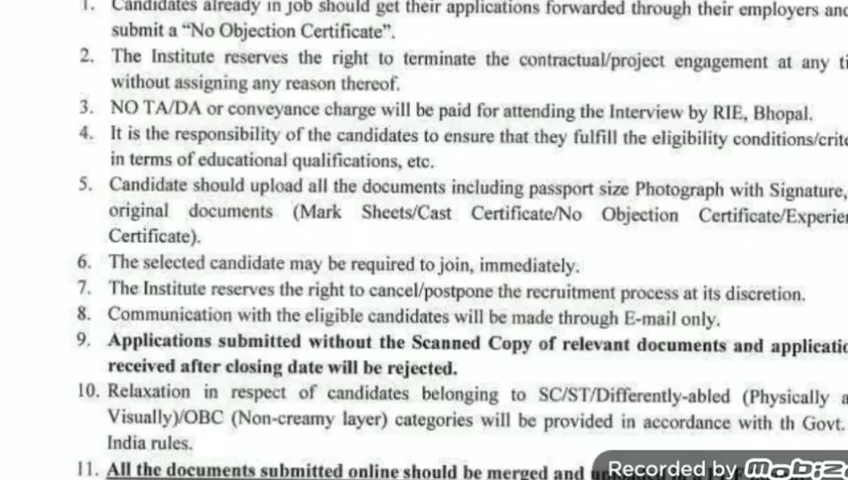 1. Candidates already in job should get their applications forwarded through their employers and
submit a “No Objection Certificate”.
2. The Institute reserves the right to terminate the contractual/project engagement at any
without assigning any reason thereof.
3. NO TA/DA or conveyance charge will be paid for attending the Interview by RIE, Bhopal.
4. It is the responsibility of the candidates to ensure that they fulfill the eligibility
in terms of educational qualifications, etc.
5. Candidate should upload all the documents including passport size Photograph with Signature,
original documents (Mark Sheets/Cast Certificate/No Objection
Certificate).
6. The selected candidate may be required to join, immediately.
7. The Institute reserves the right to cancel/postpone the recruitment process at its discretion.
8. Communication with the eligible candidates will be made through E-mail only.
9. Applications submitted without the Scanned Copy of relevant documents and
received after closing date will be rejected.
10. Relaxation in respect of candidates belonging to SC/ST/Differently-abled (Physically
Visually)/OBC (Non-creamy layer) categories will be provided in accordance with th Govt.
India rules.
11. All the documents submitted online should be merged and
Recorded by